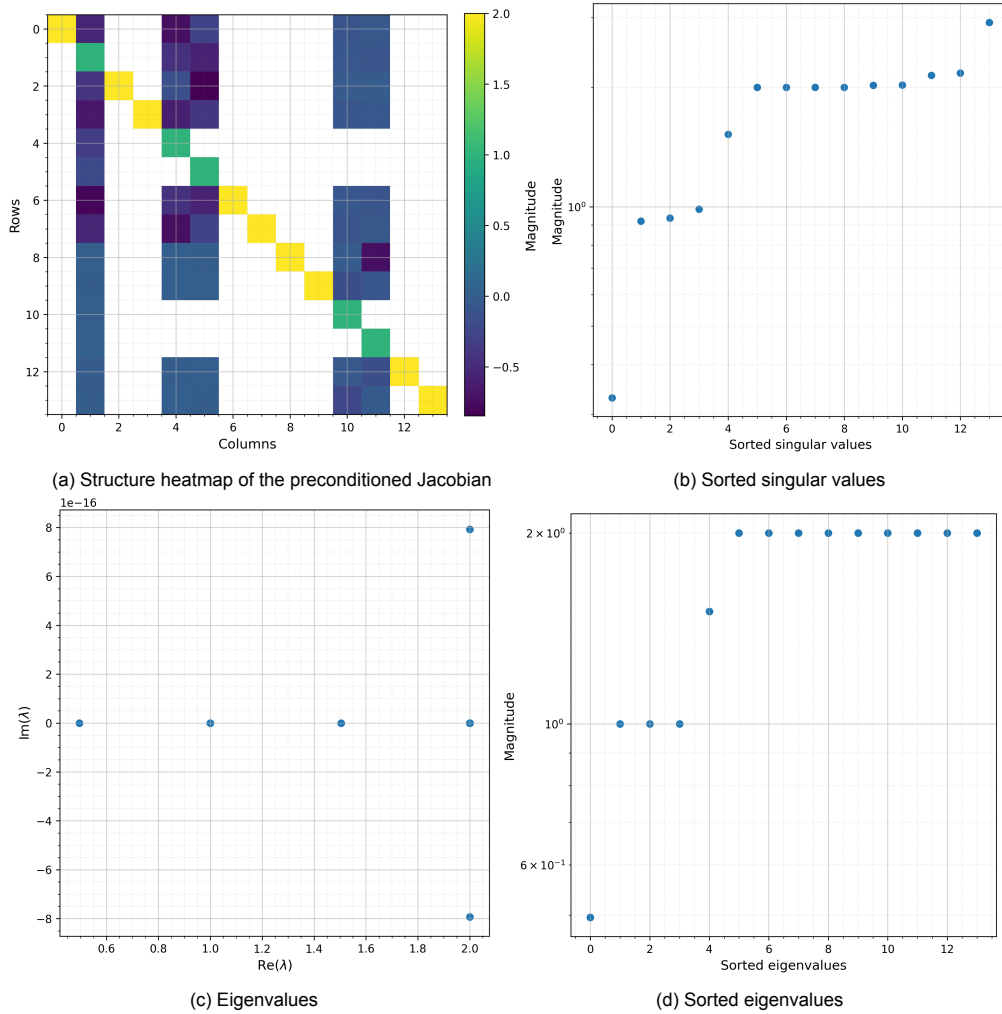 0
2
4
6
8
10
12
Rows
0 2 4 6 8 10 12
Columns
2.0
1.5
1.0
0.5
0.0
−0.5
Magnitude
(a) Structure heatmap of the preconditioned Jacobian
10⁰
Magnitude
0 2 4 6 8 10 12
Sorted singular values
(b) Sorted singular values
1e−16
8
6
4
2
0
−2
−4
−6
−8
Im(λ)
0.6 0.8 1.0 1.2 1.4 1.6 1.8 2.0
Re(λ)
(c) Eigenvalues
2 × 10⁰
10⁰
6 × 10⁻¹
Magnitude
0 2 4 6 8 10 12
Sorted eigenvalues
(d) Sorted eigenvalues